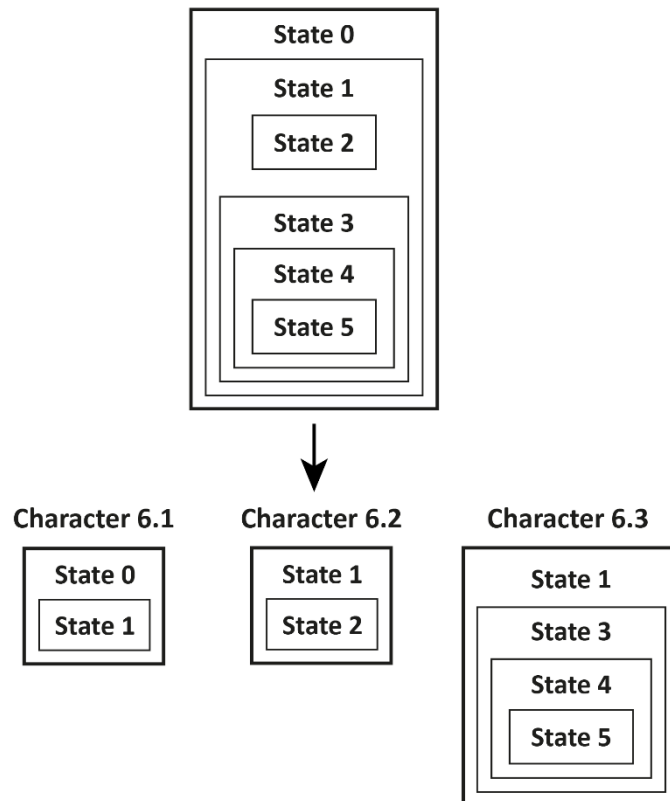 State 0
State 1
State 2
State 3
State 4
State 5
Character 6.1
State 0
State 1
Character 6.2
State 1
State 2
Character 6.3
State 1
State 3
State 4
State 5